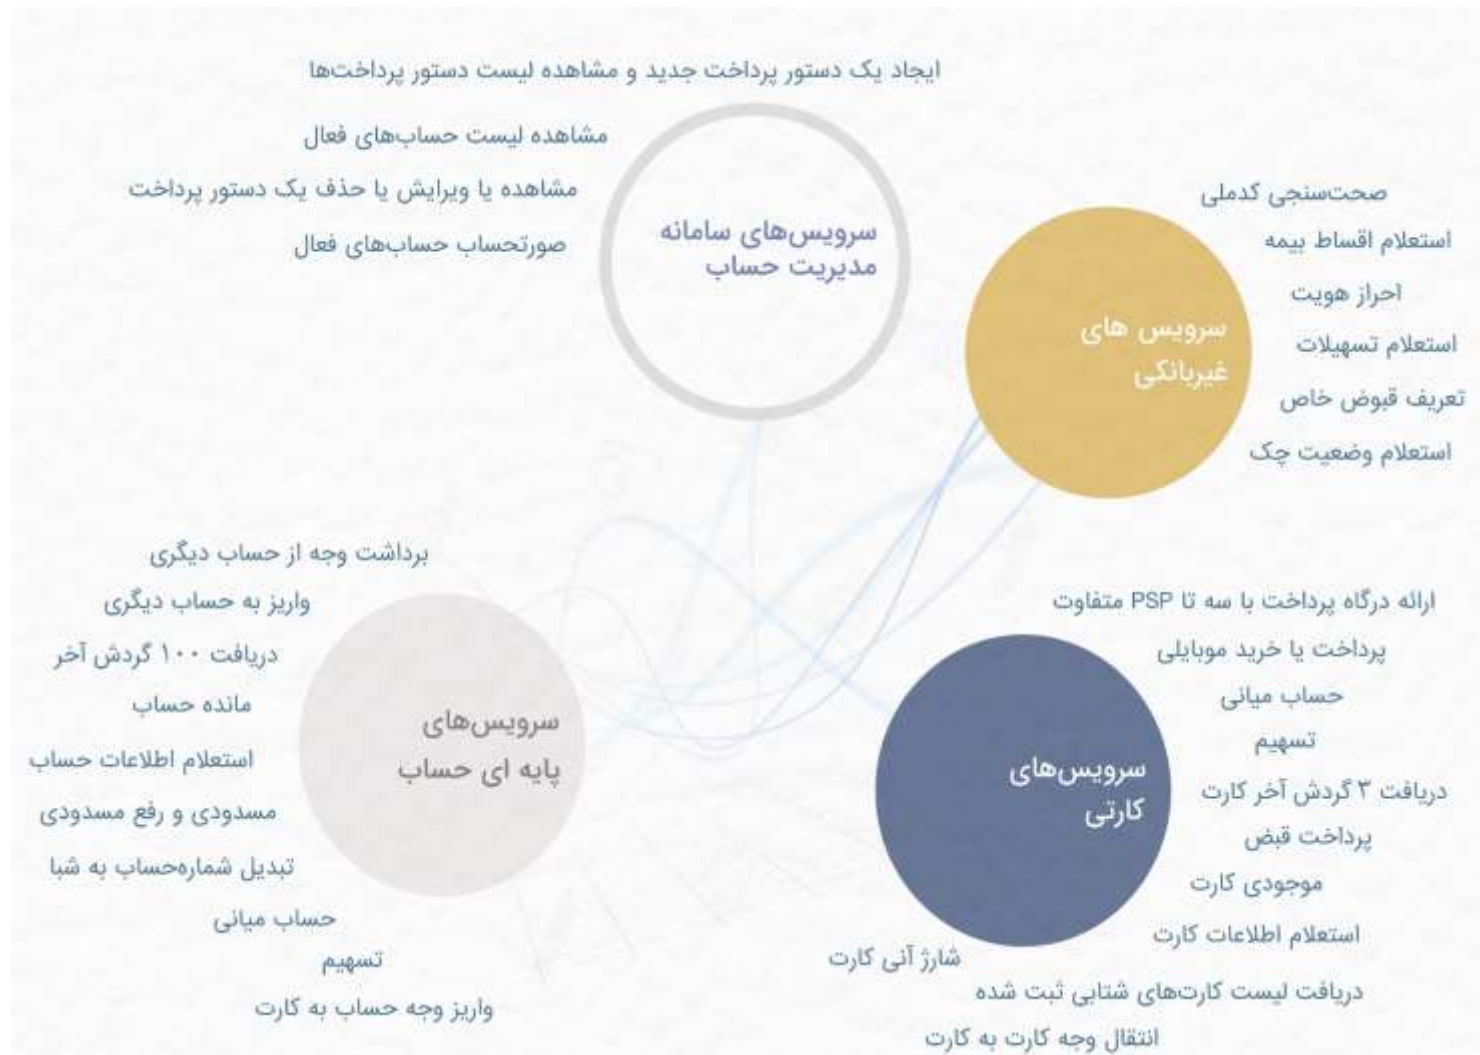 ایجاد یک دستور پرداخت جدید و مشاهده لیست دستور پرداخت‌ها
مشاهده لیست حساب‌های فعال
مشاهده یا ویرایش یا حذف یک دستور پرداخت
صورتحساب حساب‌های فعال
سرویس‌های سامانه
مدیریت حساب
صحت‌سنجی کدملی
استعلام اقساط بیمه
احراز هویت
استعلام تسهیلات
تعریف قبوض خاص
استعلام وضعیت چک
سرویس های
غیربانکی
ارائه درگاه پرداخت با سه تا PSP متفاوت
پرداخت یا خرید موبایلی
حساب میانی
تسهیم
دریافت ۳ گردش آخر کارت
پرداخت قبض
موجودی کارت
استعلام اطلاعات کارت
شارژ آنی کارت
دریافت لیست کارت‌های شتابی ثبت شده
انتقال وجه کارت به کارت
سرویس‌های
کارتی
برداشت وجه از حساب دیگری
واریز به حساب دیگری
دریافت ۱۰۰ گردش آخر
مانده حساب
استعلام اطلاعات حساب
مسدودی و رفع مسدودی
تبدیل شماره‌حساب به شبا
حساب میانی
تسهیم
واریز وجه حساب به کارت
سرویس‌های
پایه ای حساب